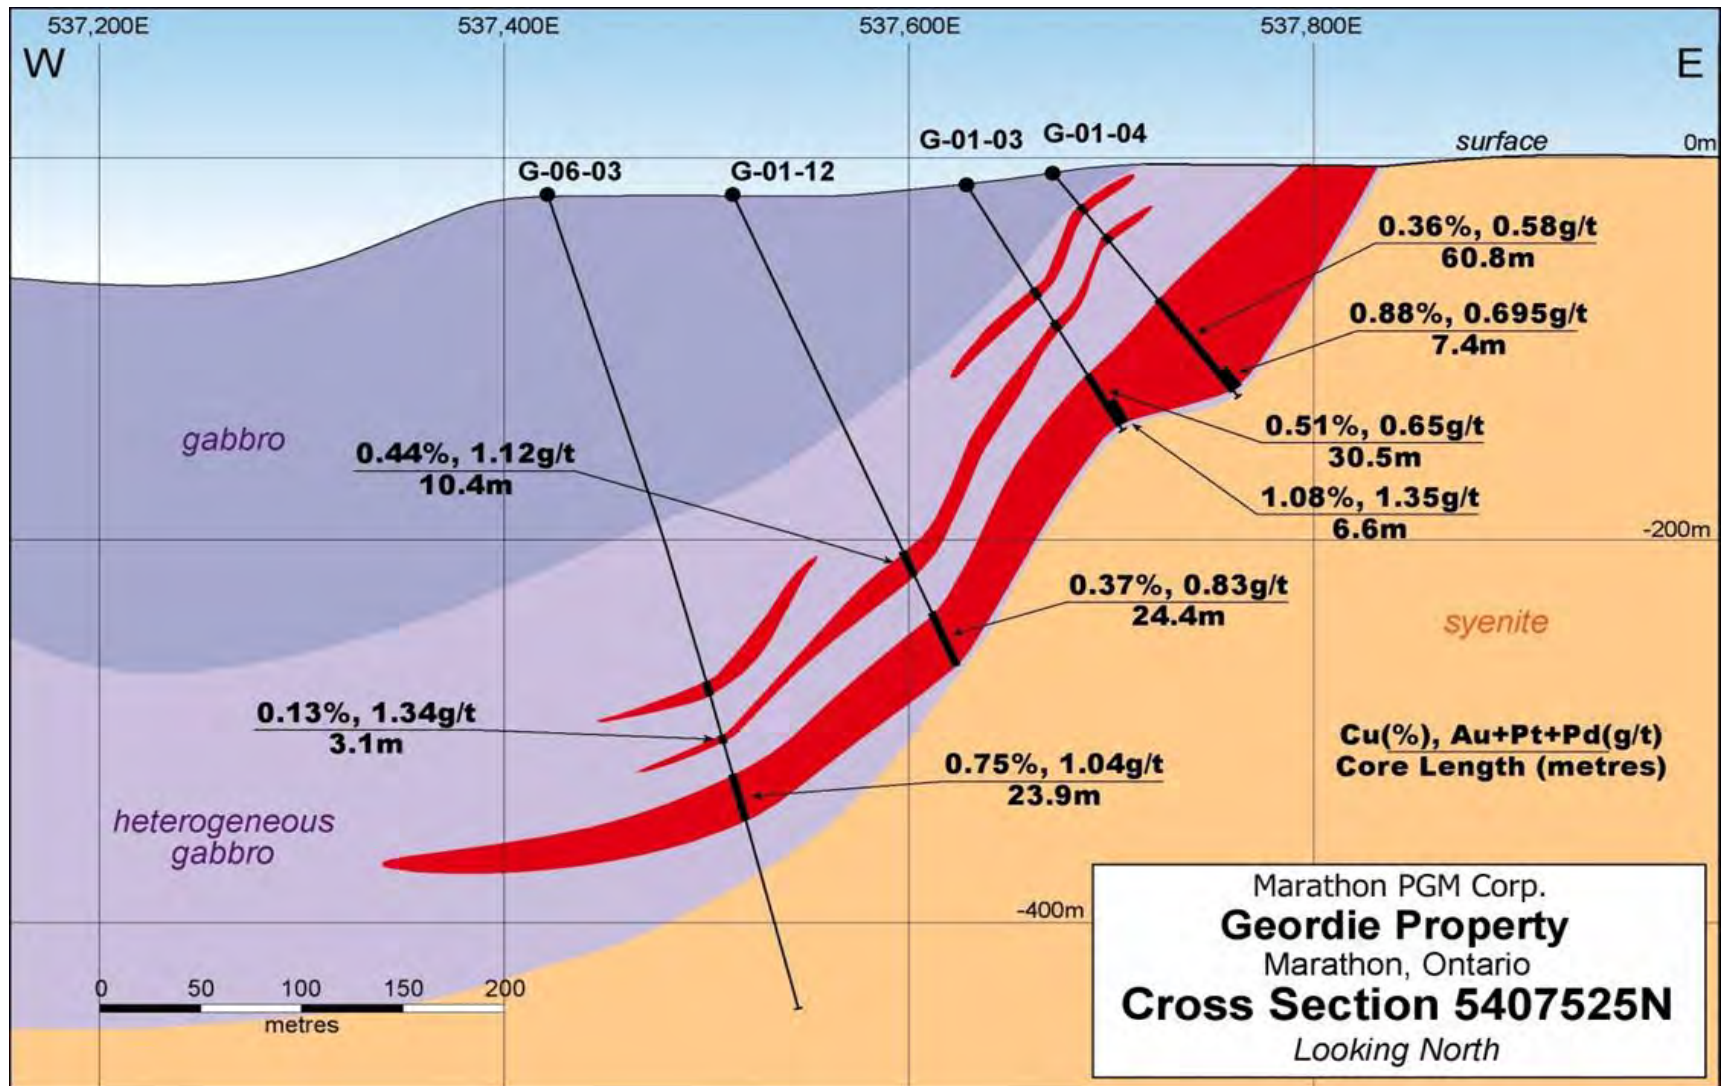 537,200E
537,400E
537,600E
537,800E
W
E
G-01-03
G-01-04
surface
0m
G-06-03
G-01-12
0.36%, 0.58g/t
60.8m
0.88%, 0.695g/t
7.4m
gabbro
0.44%, 1.12g/t
10.4m
0.51%, 0.65g/t
30.5m
1.08%, 1.35g/t
6.6m
-200m
0.37%, 0.83g/t
24.4m
syenite
0.13%, 1.34g/t
3.1m
Cu(%), Au+Pt+Pd(g/t)
Core Length (metres)
0.75%, 1.04g/t
23.9m
heterogeneous
gabbro
-400m
0 50 100 150 200
metres
Marathon PGM Corp.
Geordie Property
Marathon, Ontario
Cross Section 5407525N
Looking North